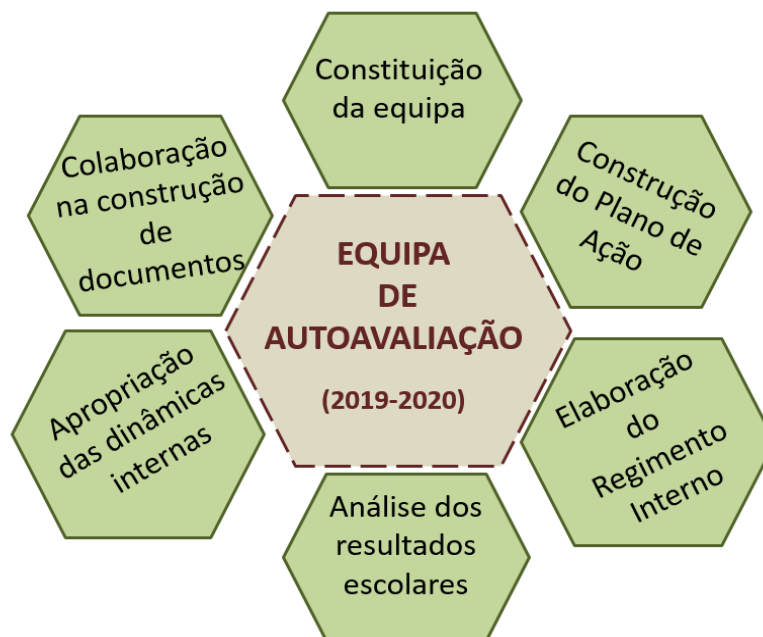 Constituição
da equipa
Construção
do Plano de
Ação
Elaboração
do
Regimento
Interno
Análise dos
resultados
escolares
Apropriação
das dinâmicas
internas
Colaboração
na construção
de
documentos
EQUIPA
DE
AUTOAVALIAÇÃO
(2019-2020)